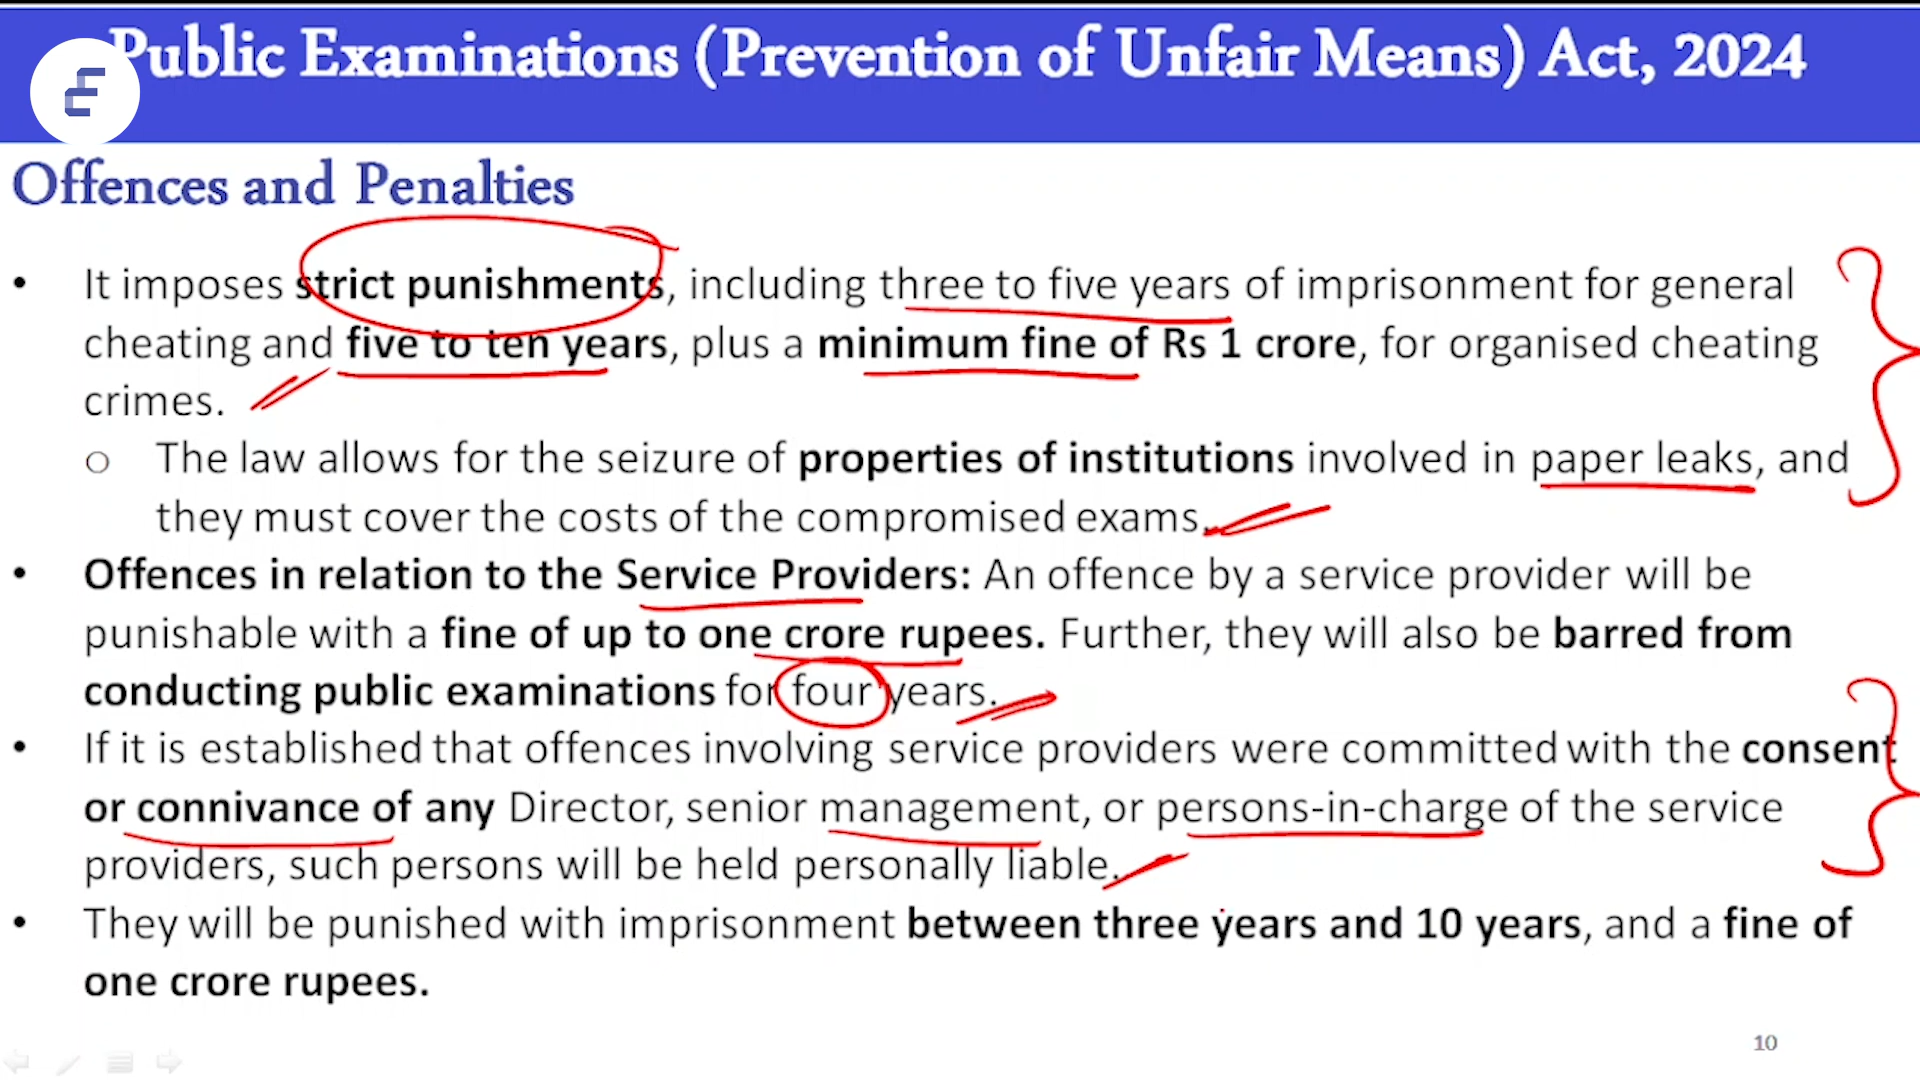 Public Examinations (Prevention of Unfair Means) Act, 2024
Offences and Penalties
• It imposes strict punishments, including three to five years of imprisonment for general
cheating and five to ten years, plus a minimum fine of Rs 1 crore, for organised cheating
crimes.
o The law allows for the seizure of properties of institutions involved in paper leaks, and
they must cover the costs of the compromised exams.
• Offences in relation to the Service Providers: An offence by a service provider will be
punishable with a fine of up to one crore rupees. Further, they will also be barred from
conducting public examinations for four years.
• If it is established that offences involving service providers were committed with the consent
or connivance of any Director, senior management, or persons-in-charge of the service
providers, such persons will be held personally liable.
• They will be punished with imprisonment between three years and 10 years, and a fine of
one crore rupees.
10